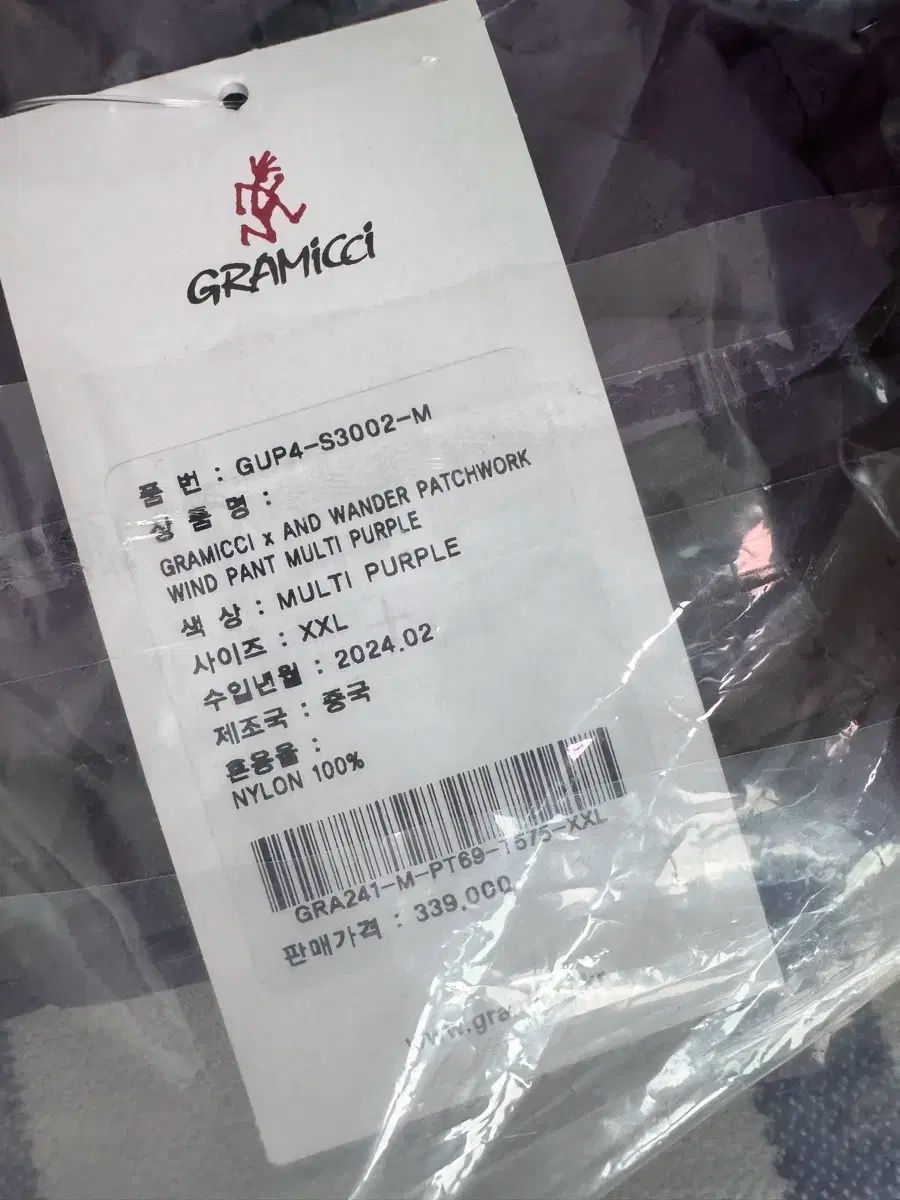 GRAMiCCi
품 번 : GUP4-S3002-M
상 품 명 :
GRAMICCI x AND WANDER PATCHWORK
WIND PANT MULTI PURPLE
색 상 : MULTI PURPLE
사이즈 : XXL
수입년월 : 2024.02
제조국 : 중국
혼용율 :
NYLON 100%
GRA241-M-PT69-1575-XXL
판매가격 : 339,000